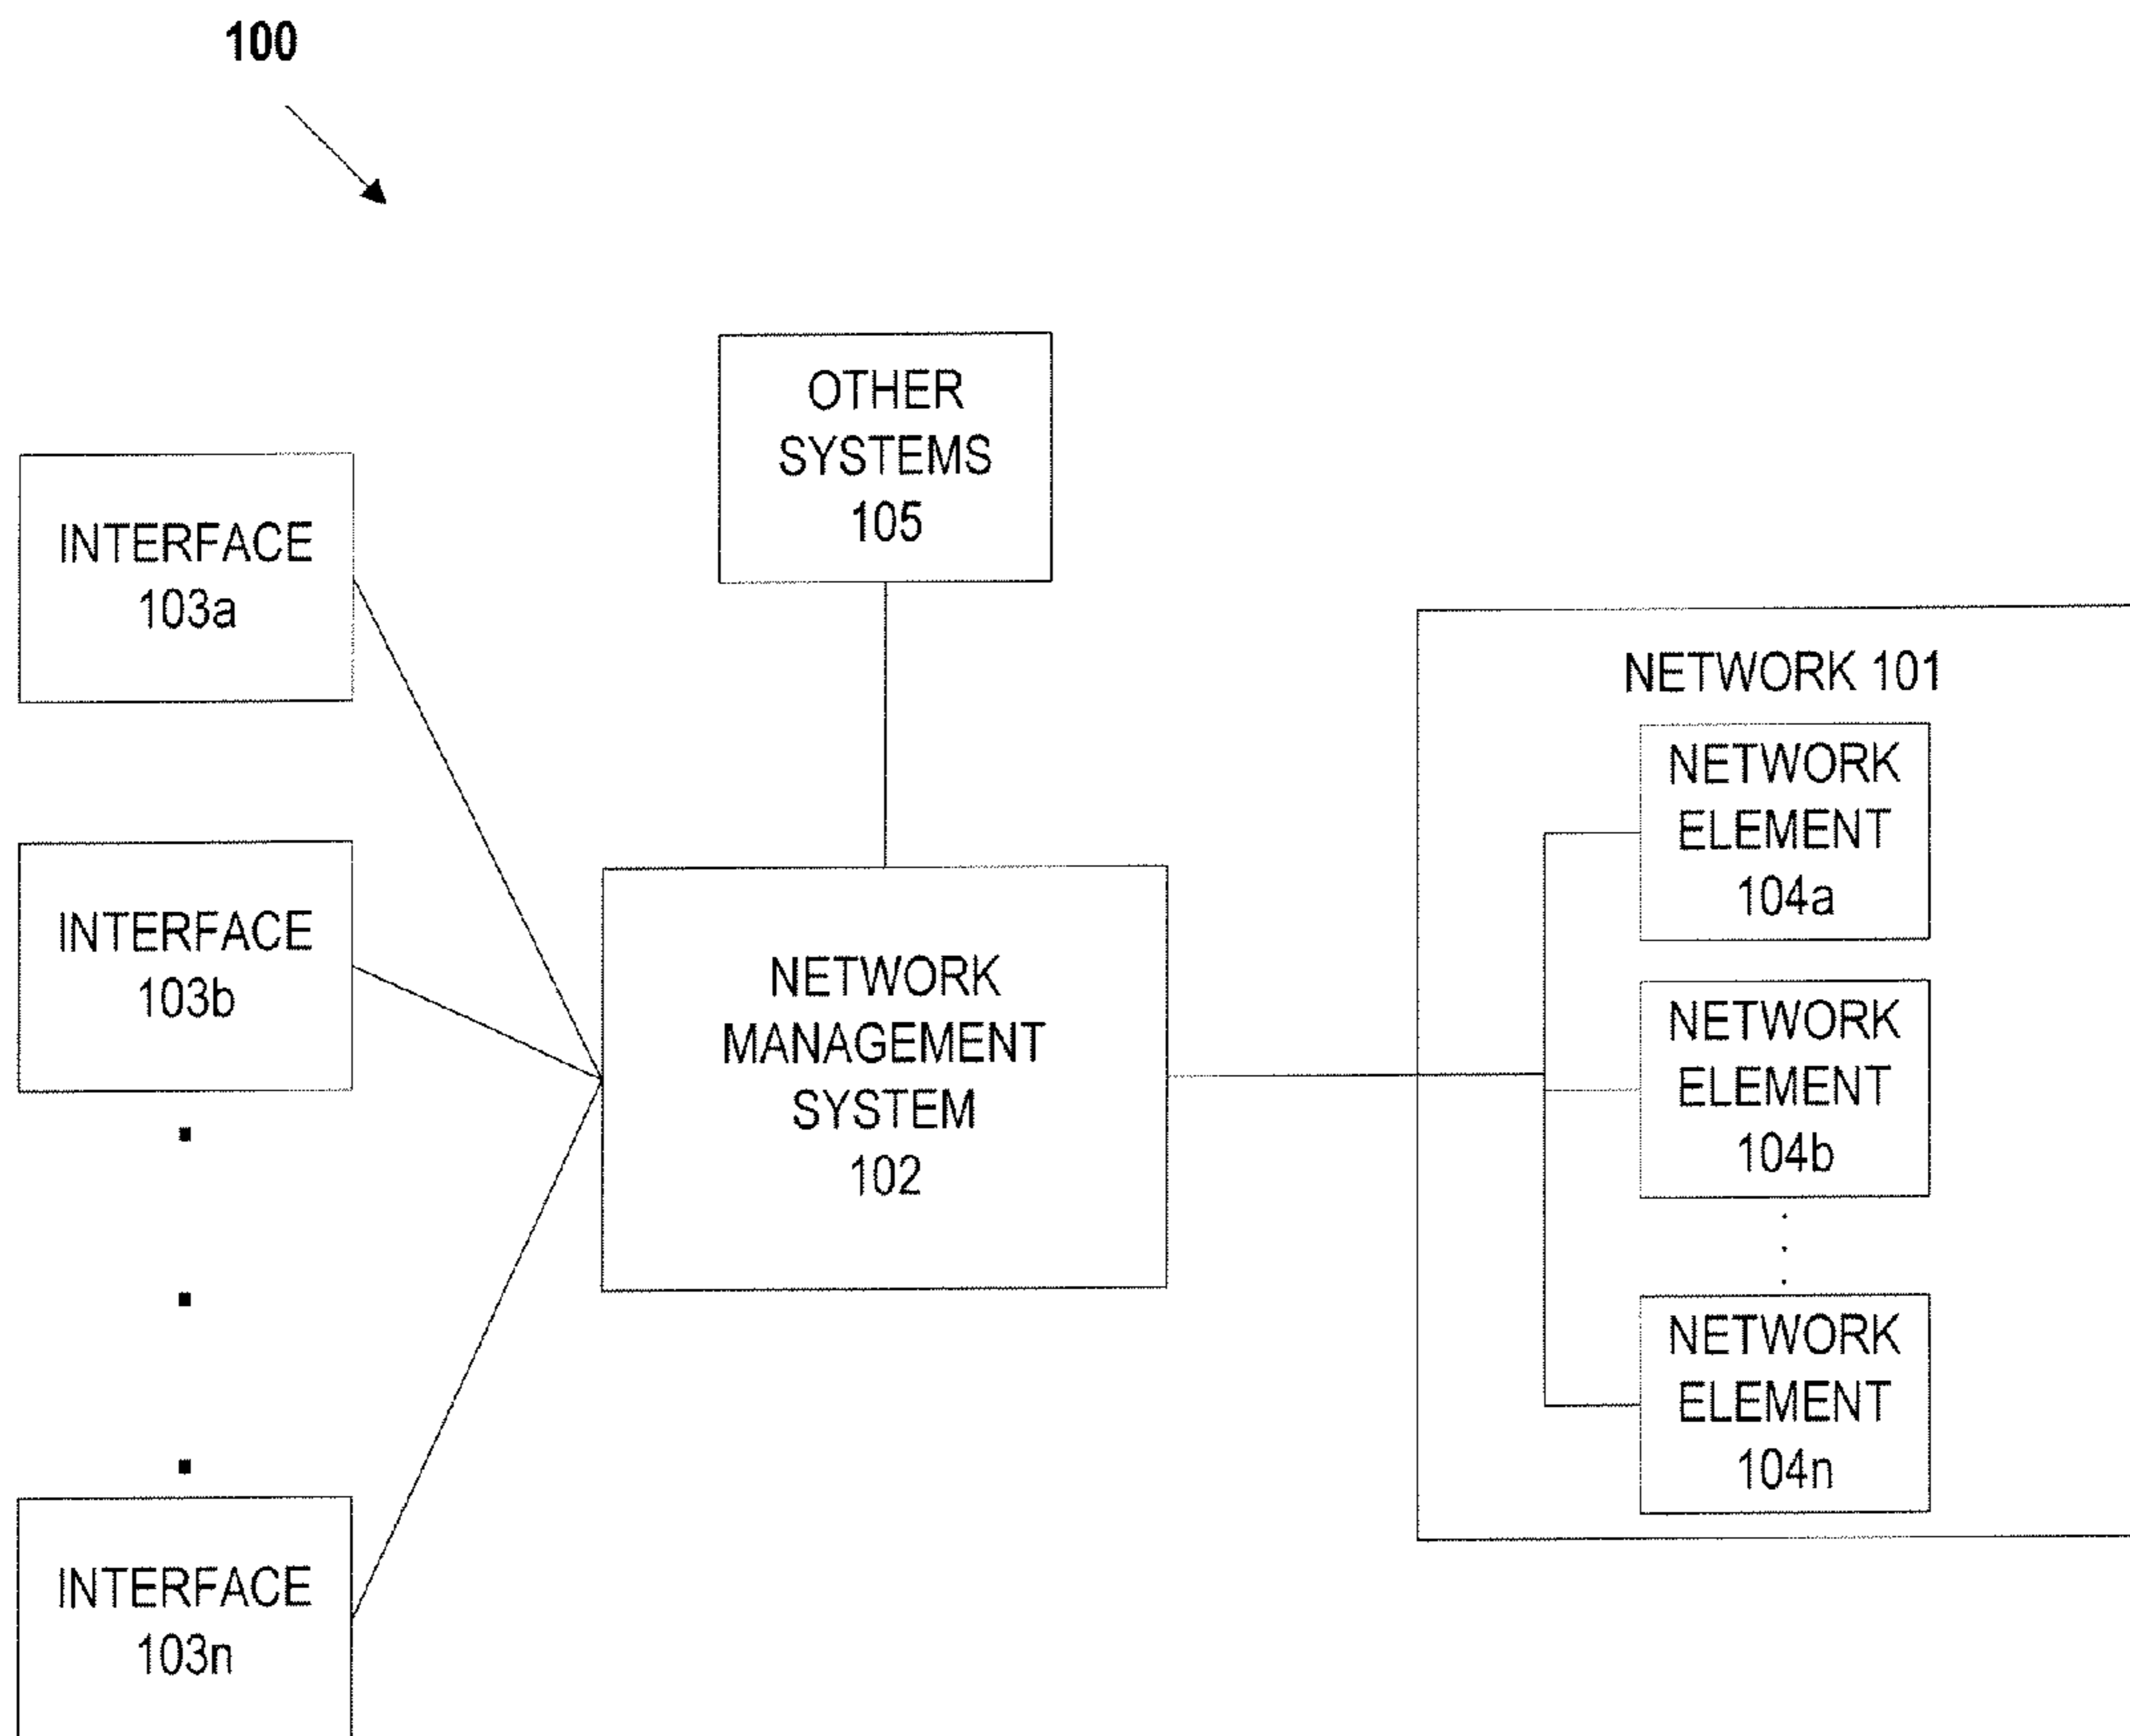 100
OTHER
SYSTEMS
105
INTERFACE
103a
INTERFACE
103b
INTERFACE
103n
NETWORK
MANAGEMENT
SYSTEM
102
NETWORK 101
NETWORK
ELEMENT
104a
NETWORK
ELEMENT
104b
NETWORK
ELEMENT
104n